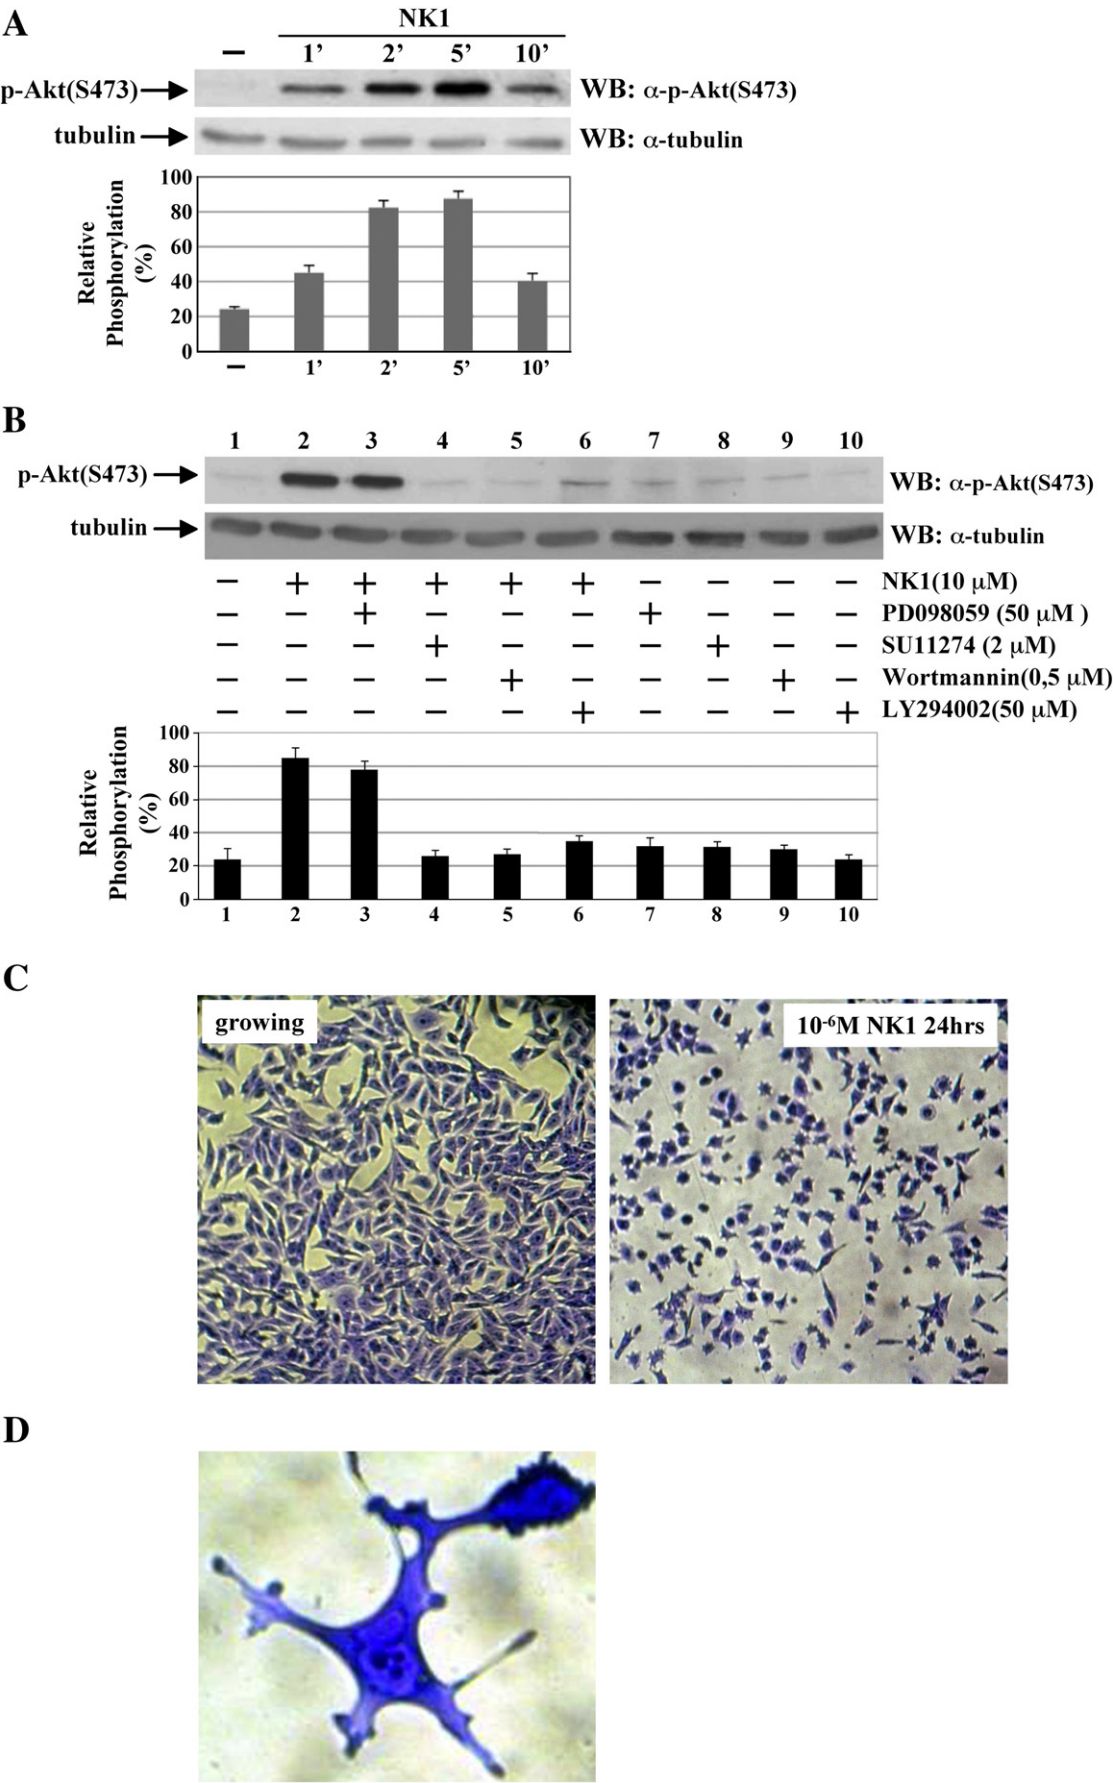 A
NK1
– 1’ 2’ 5’ 10’
p-Akt(S473) WB: α-p-Akt(S473)
tubulin WB: α-tubulin
Relative
Phosphorylation
(%)
100
80
60
40
20
0
– 1’ 2’ 5’ 10’
B
1 2 3 4 5 6 7 8 9 10
p-Akt(S473) WB: α-p-Akt(S473)
tubulin WB: α-tubulin
– + + + + + – – – – NK1(10 μM)
– – + – – – + – – – PD098059 (50 μM )
– – – + – – – + – – SU11274 (2 μM)
– – – – + – – – + – Wortmannin(0,5 μM)
– – – – – + – – – + LY294002(50 μM)
Relative
Phosphorylation
(%)
100
80
60
40
20
0
1 2 3 4 5 6 7 8 9 10
C
growing
10⁻⁶M NK1 24hrs
D